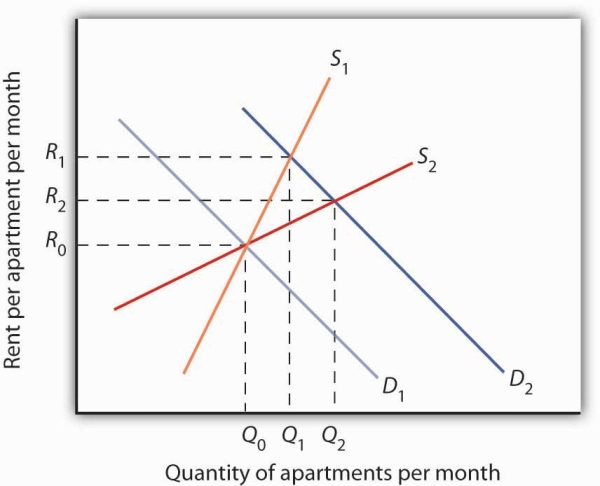 Rent per apartment per month
S₁
S₂
R₁
R₂
R₀
D₁
D₂
Q₀ Q₁ Q₂
Quantity of apartments per month